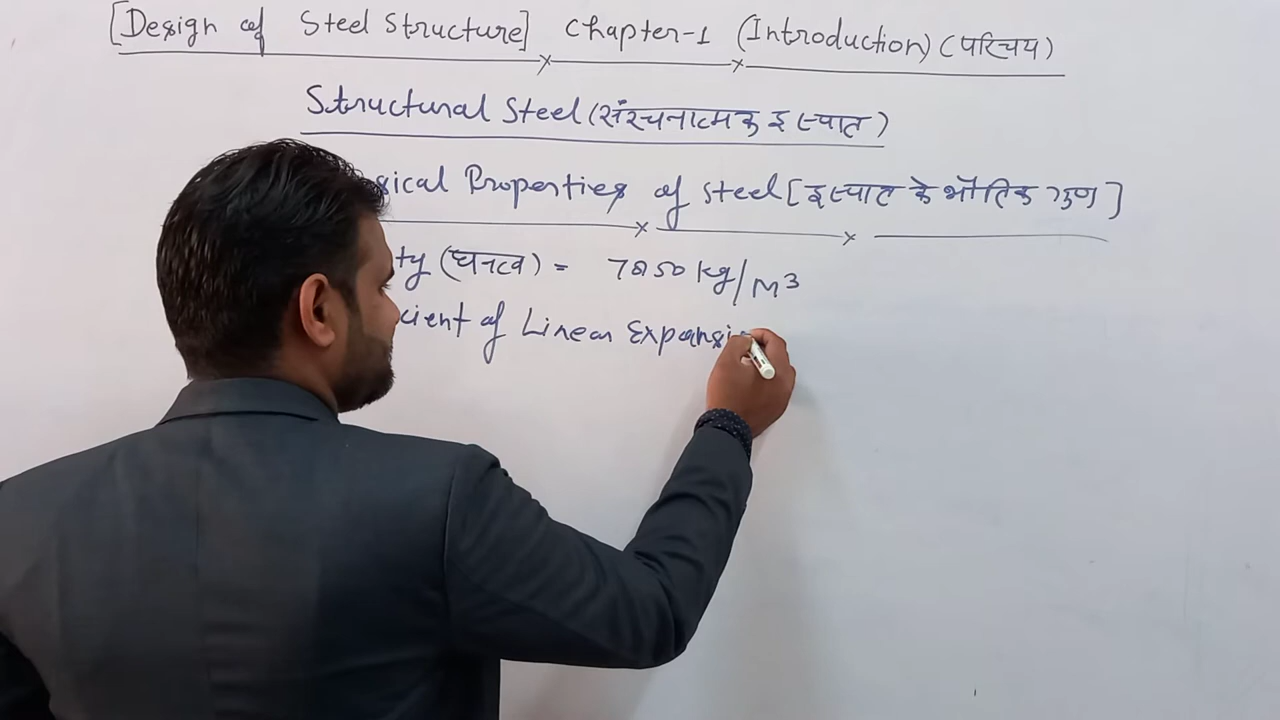 [Design of Steel Structure] Chapter-1 (Introduction) (परिचय)
Structural Steel (संरचनात्मक इस्पात)
sical Properties of Steel [इस्पात के भौतिक गुण]
ty (घनत्व) = 7850 kg/m³
cient of Linear Expansi